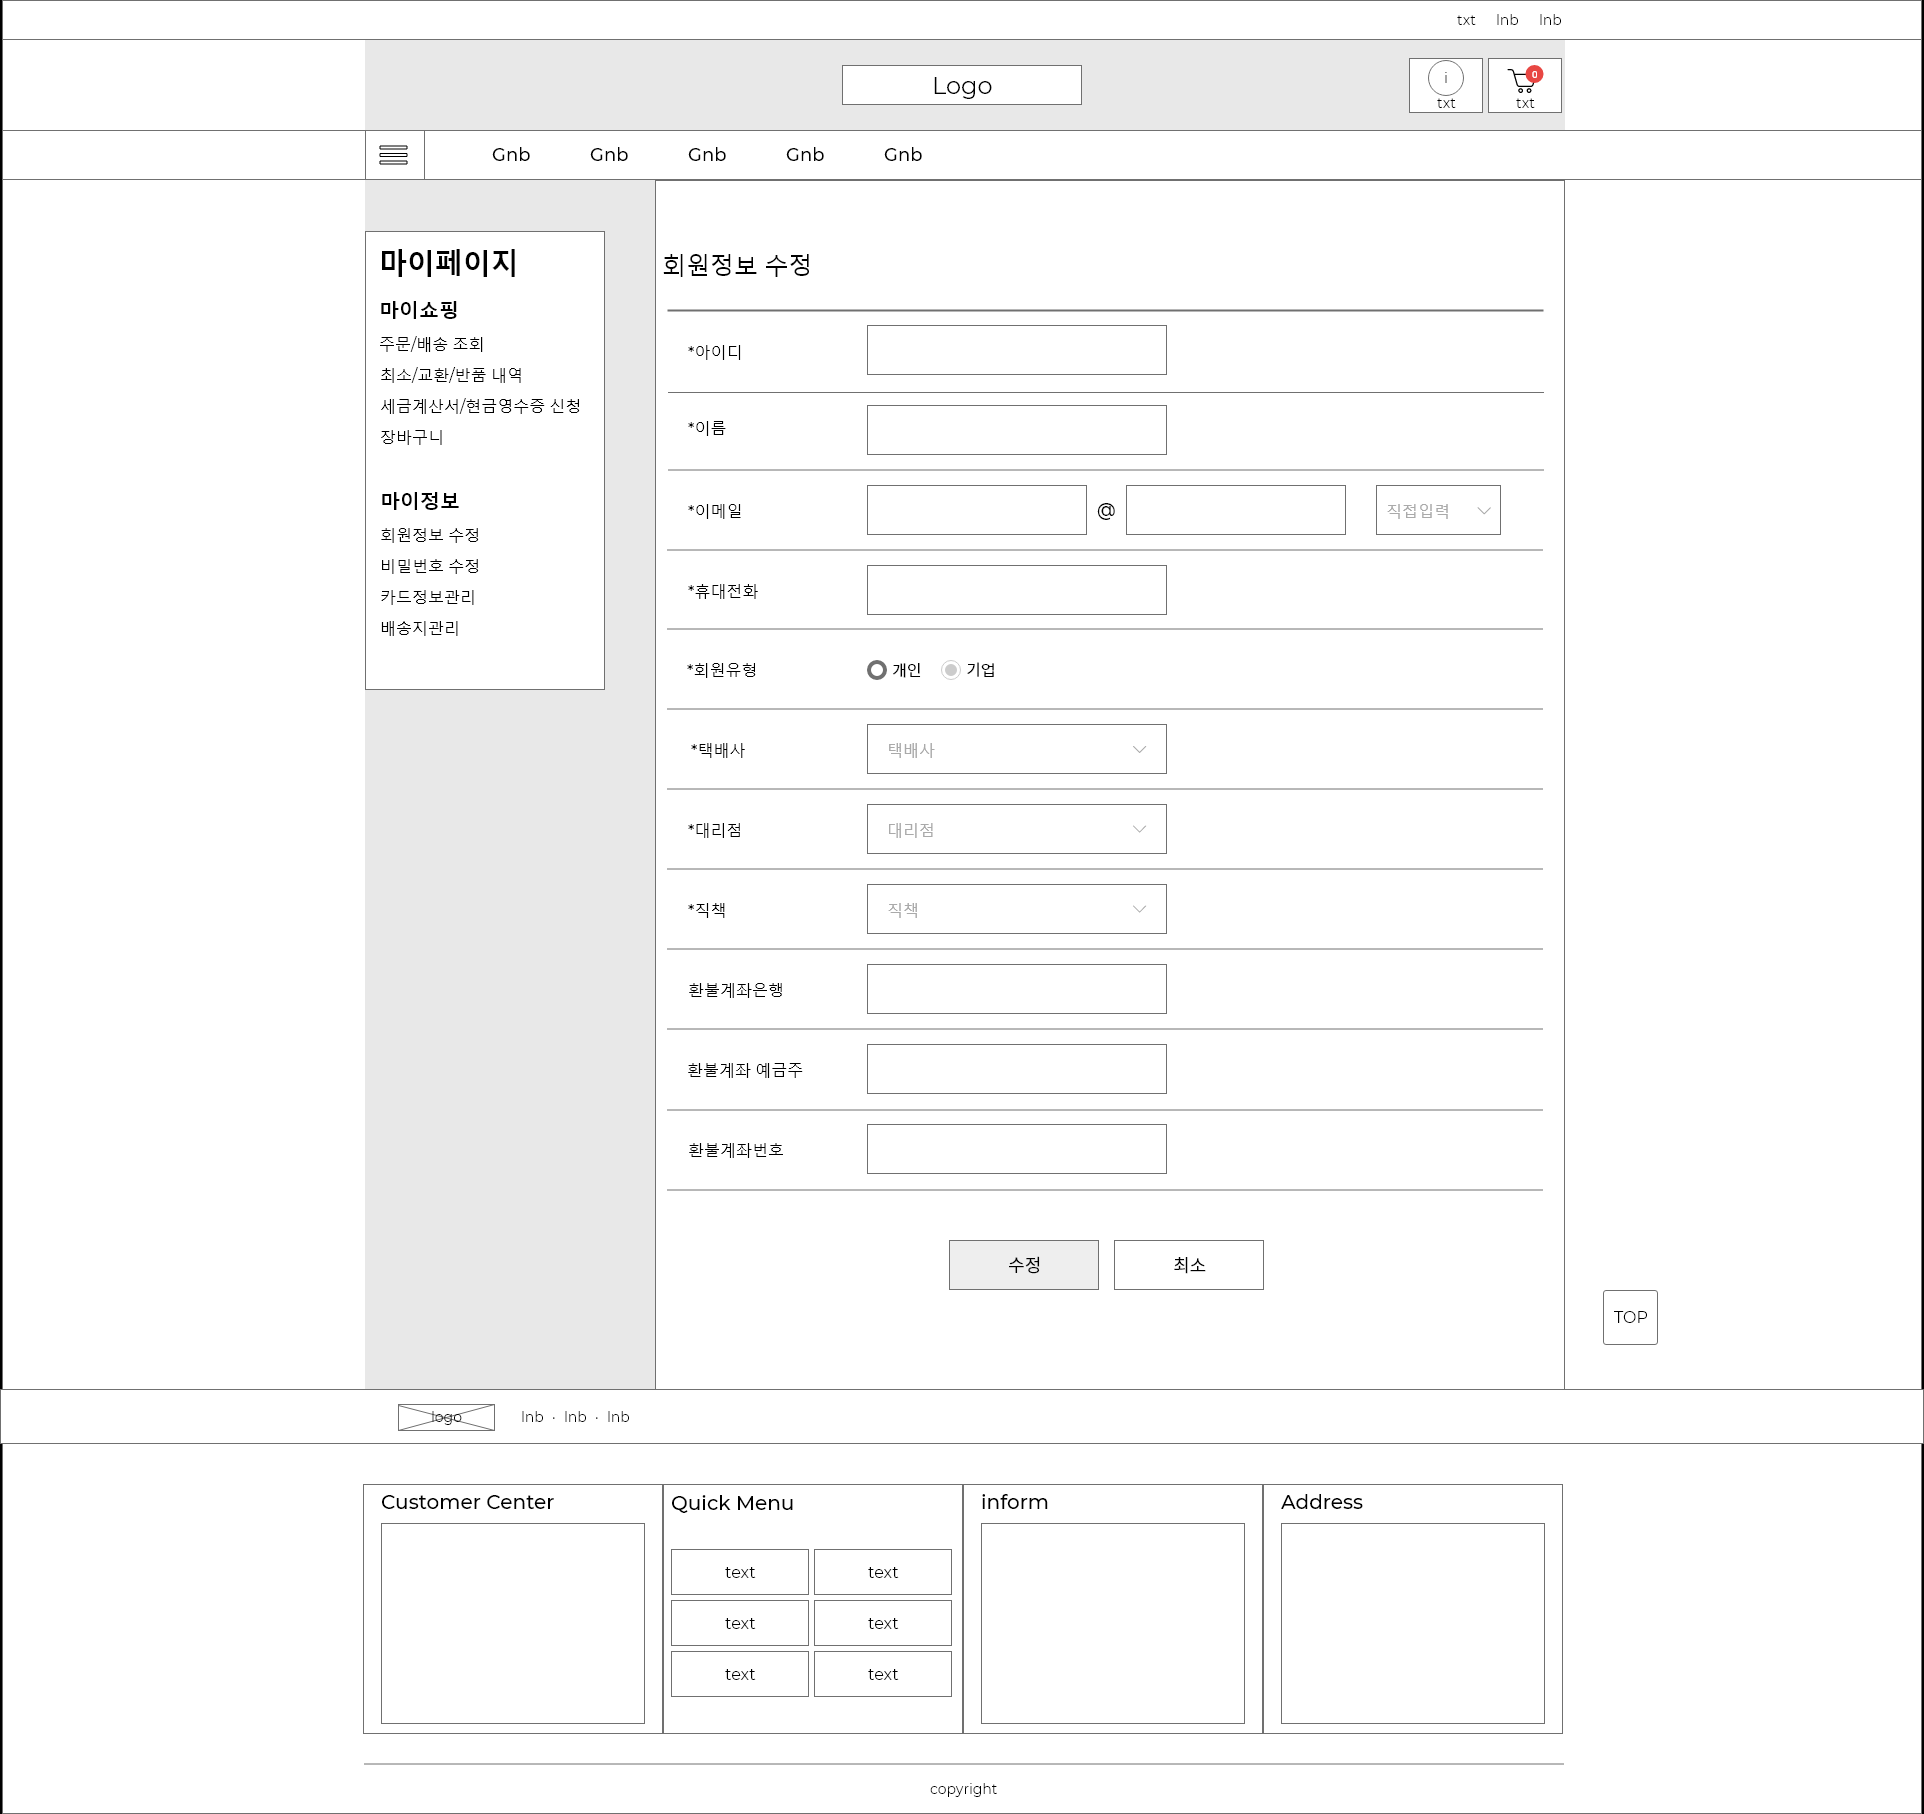 txt lnb lnb
Logo
i
txt
0
txt
Gnb Gnb Gnb Gnb Gnb
마이페이지
마이쇼핑
주문/배송 조회
최소/교환/반품 내역
세금계산서/현금영수증 신청
장바구니
마이정보
회원정보 수정
비밀번호 수정
카드정보관리
배송지관리
회원정보 수정
*아이디
*이름
*이메일 @ 직접입력
*휴대전화
*회원유형 개인 기업
*택배사 택배사
*대리점 대리점
*직책 직책
환불계좌은행
환불계좌 예금주
환불계좌번호
수정 최소
TOP
logo lnb · lnb · lnb
Customer Center
Quick Menu
text text
text text
text text
inform
Address
copyright